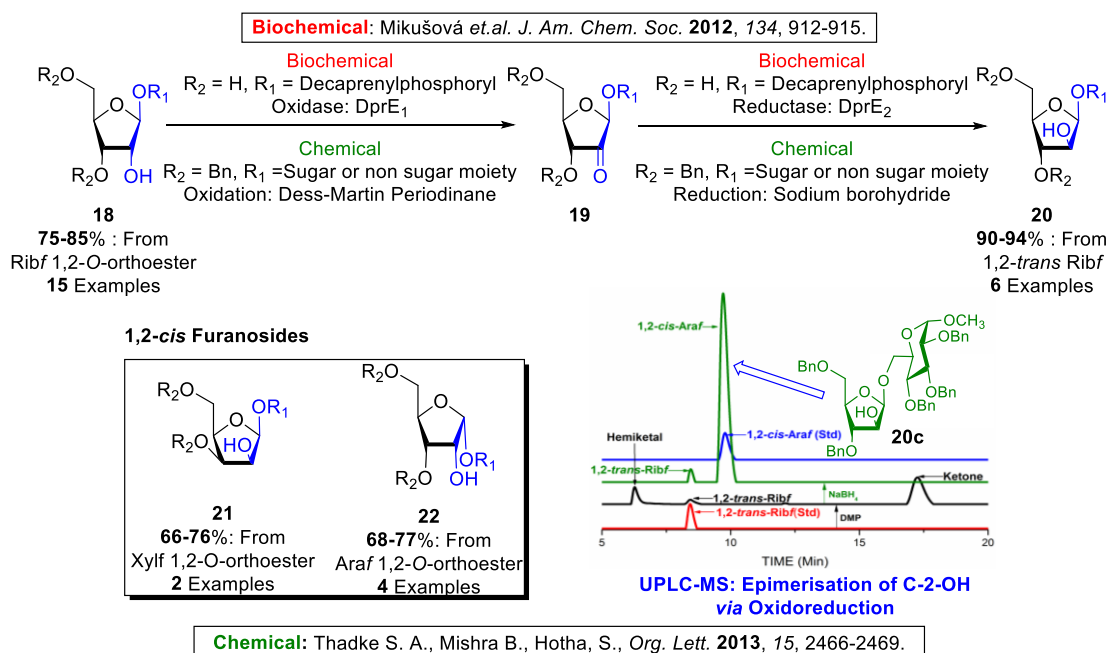 Biochemical: Mikušová et.al. J. Am. Chem. Soc. 2012, 134, 912-915.
R2O
OR1
O
R2O
OH
18
75-85% : From
Ribf 1,2-O-orthoester
15 Examples
Biochemical
R2 = H, R1 = Decaprenylphosphoryl
Oxidase: DprE1
Chemical
R2 = Bn, R1 =Sugar or non sugar moiety
Oxidation: Dess-Martin Periodinane
R2O
OR1
O
R2O
O
19
Biochemical
R2 = H, R1 = Decaprenylphosphoryl
Reductase: DprE2
Chemical
R2 = Bn, R1 =Sugar or non sugar moiety
Reduction: Sodium borohydride
R2O
OR1
O
HO
OR2
20
90-94% : From
1,2-trans Ribf
6 Examples
1,2-cis Furanosides
R2O
OR1
O
R2O
HO
21
66-76%: From
Xylf 1,2-O-orthoester
2 Examples
R2O
O
OR1
R2O
OH
22
68-77%: From
Araf 1,2-O-orthoester
4 Examples
1,2-cis-Araf
O
OCH3
OBn
BnO
O
OBn
O
OBn
HO
BnO
20c
Hemiketal
1,2-cis-Araf (Std)
1,2-trans-Ribf
Ketone
1,2-trans-Ribf
NaBH4
1,2-trans-Ribf(Std)
DMP
5
10
15
20
TIME (Min)
UPLC-MS: Epimerisation of C-2-OH
via Oxidoreduction
Chemical: Thadke S. A., Mishra B., Hotha, S., Org. Lett. 2013, 15, 2466-2469.